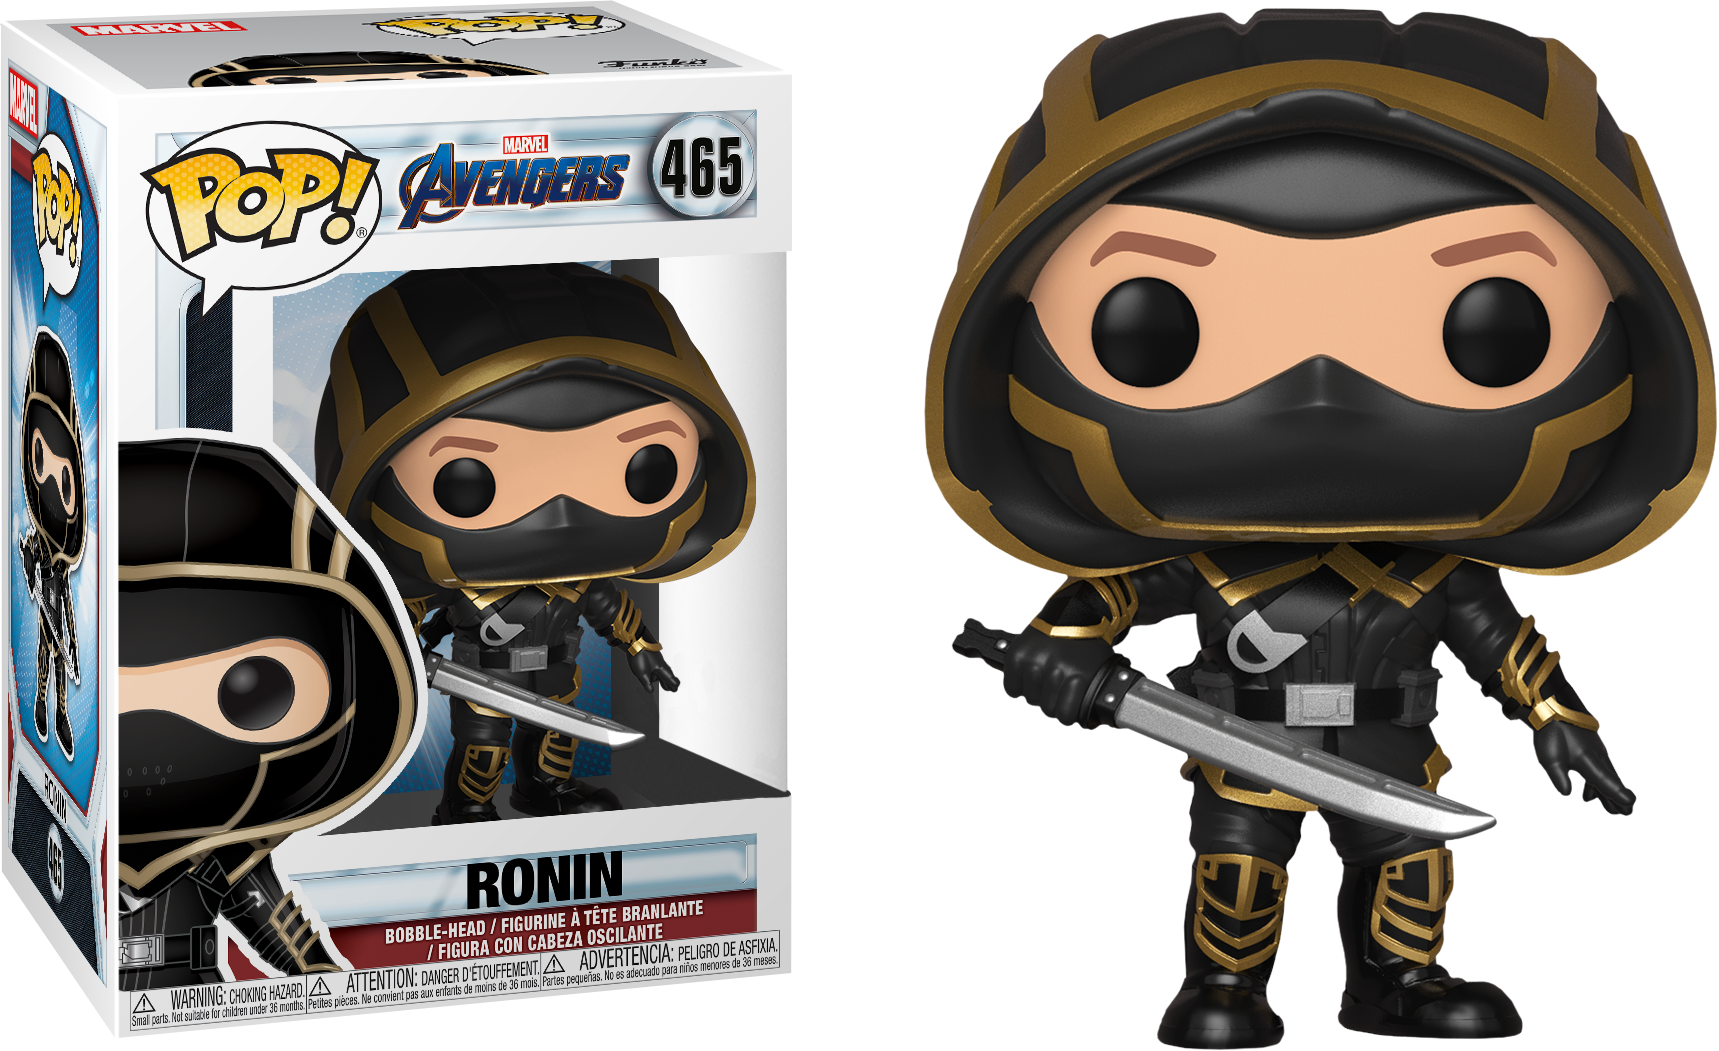 MARVEL
POP!
Funko
MARVEL
POP!
RONIN
465
POP!
®
MARVEL
AVENGERS
465
RONIN
BOBBLE-HEAD / FIGURINE À TÊTE BRANLANTE
/ FIGURA CON CABEZA OSCILANTE
WARNING: CHOKING HAZARD.
Small parts. Not suitable for children under 36 months.
ATTENTION: DANGER D'ÉTOUFFEMENT.
Petites pièces. Ne convient pas aux enfants de moins de 36 mois.
ADVERTENCIA: PELIGRO DE ASFIXIA.
Partes pequeñas. No es adecuado para niños menores de 36 meses.